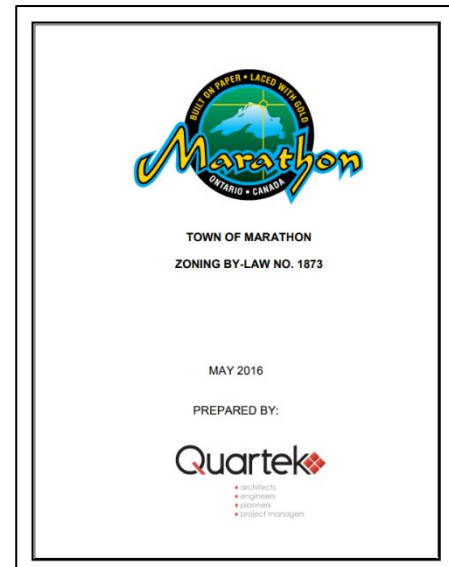 BUILT ON PAPER • LACED WITH GOLD
Marathon
ONTARIO • CANADA
TOWN OF MARATHON
ZONING BY-LAW NO. 1873
MAY 2016
PREPARED BY:
Quartek
♦ architects
♦ engineers
♦ planners
♦ project managers